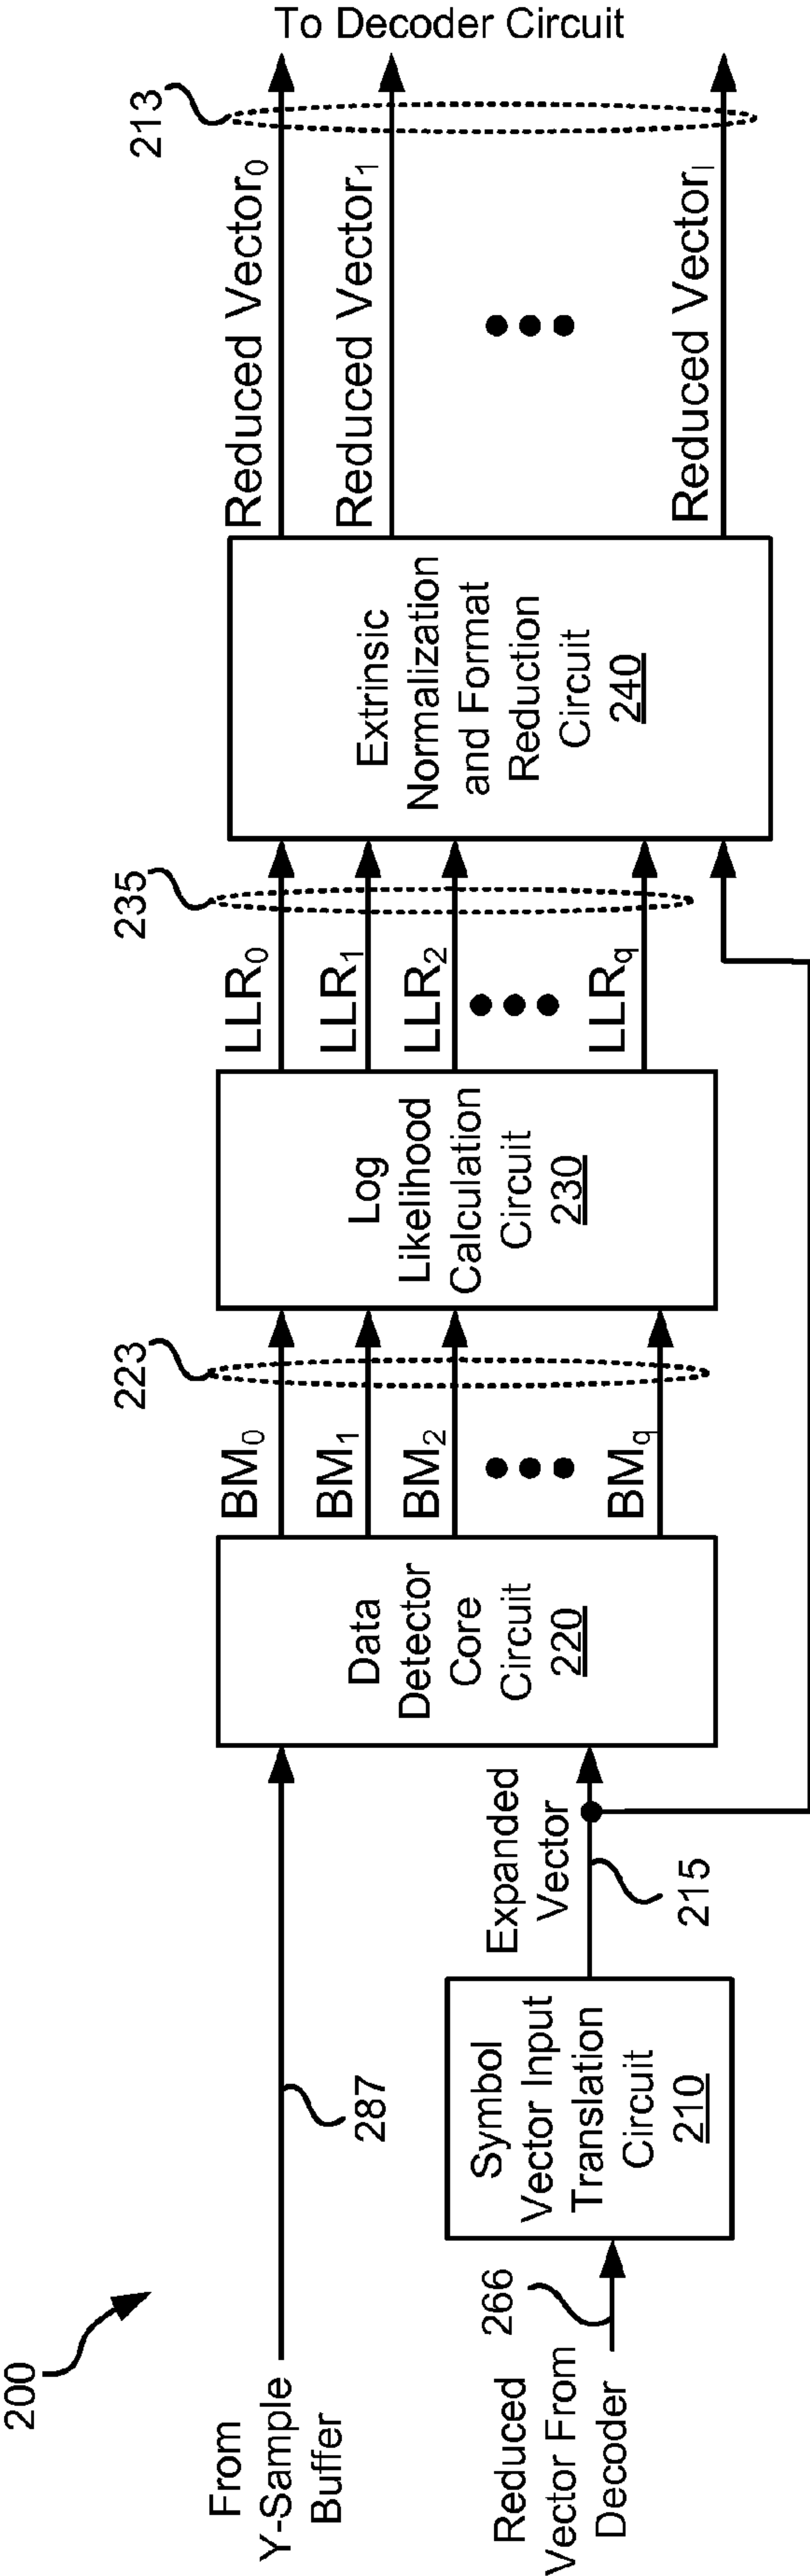 200
From
Y-Sample
Buffer
287
Reduced
Vector From
Decoder
266
Symbol
Vector Input
Translation
Circuit
210
Expanded
Vector
215
Data
Detector
Core
Circuit
220
BM0
BM1
BM2
BMq
223
Log
Likelihood
Calculation
Circuit
230
LLR0
LLR1
LLR2
LLRq
235
Extrinsic
Normalization
and Format
Reduction
Circuit
240
Reduced Vector0
Reduced Vector1
Reduced VectorI
213
To Decoder Circuit